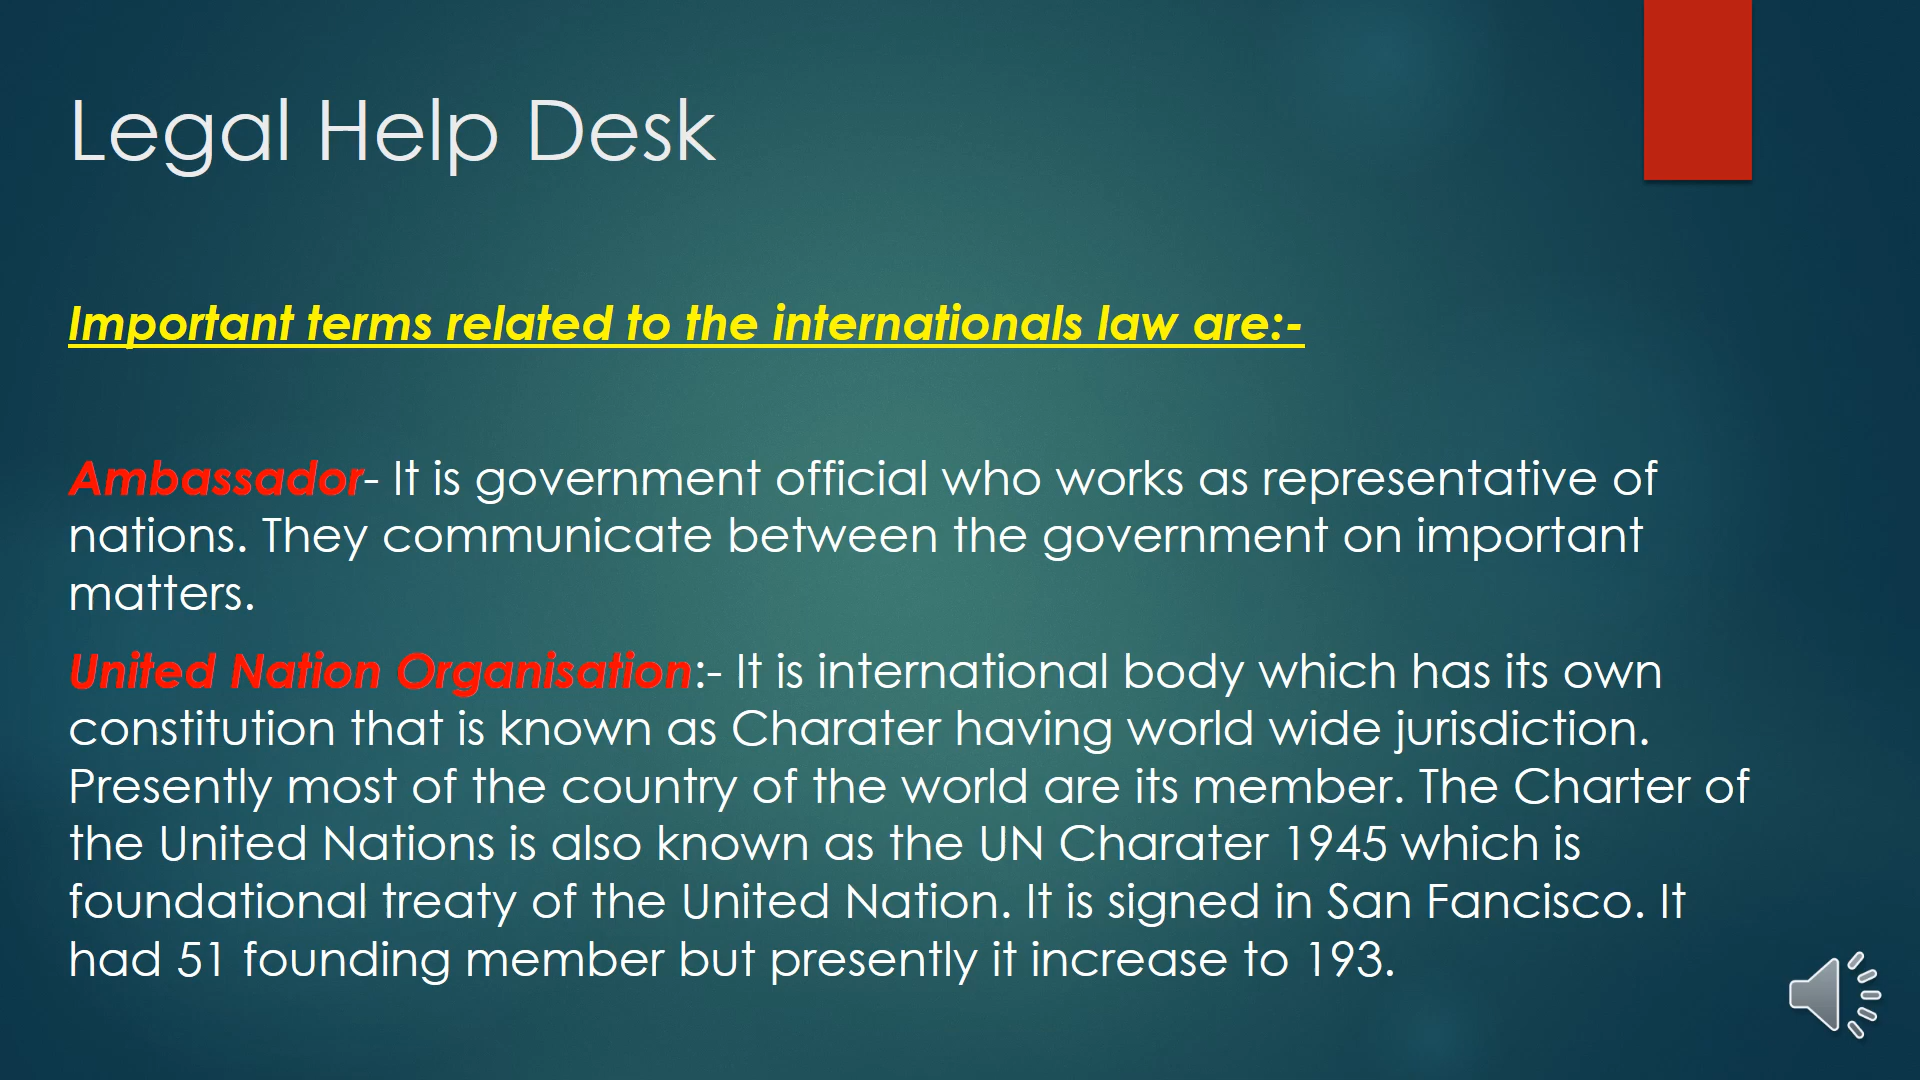 Legal Help Desk
Important terms related to the internationals law are:-
Ambassador- It is government official who works as representative of
nations. They communicate between the government on important
matters.
United Nation Organisation:- It is international body which has its own
constitution that is known as Charater having world wide jurisdiction.
Presently most of the country of the world are its member. The Charter of
the United Nations is also known as the UN Charater 1945 which is
foundational treaty of the United Nation. It is signed in San Fancisco. It
had 51 founding member but presently it increase to 193.